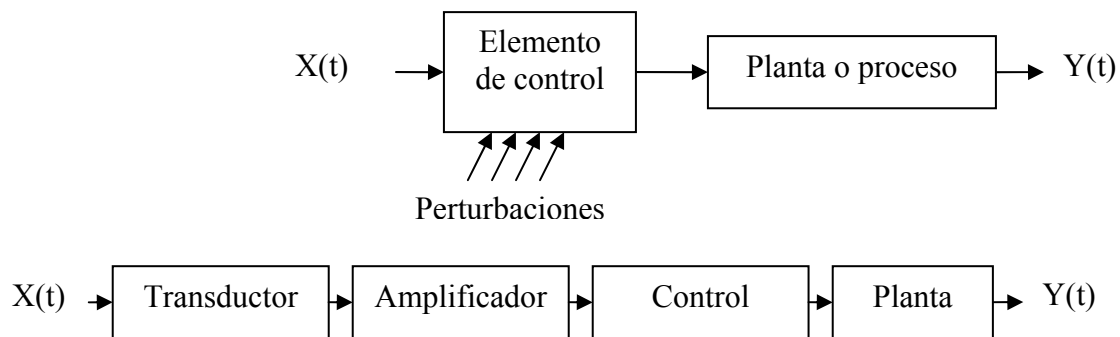 X(t)
Elemento
de control
Planta o proceso
Y(t)
Perturbaciones
X(t)
Transductor
Amplificador
Control
Planta
Y(t)